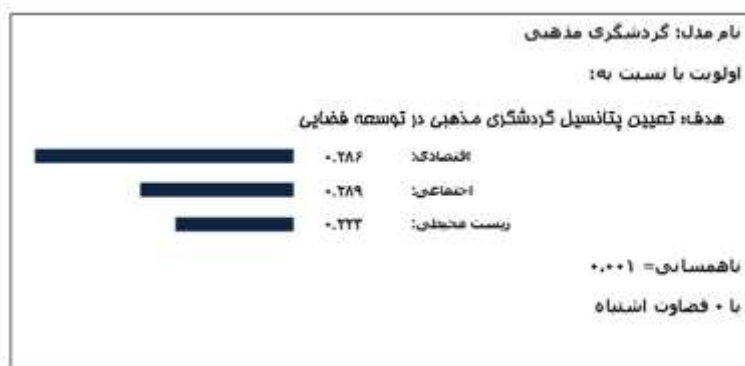 نام مدل: گردشگری مذهبی
اولویت با نسبت به:
هدف: تعیین پتانسیل گردشگری مذهبی در توسعه فضایی
اقتصادی: ۰.۲۸۶
اجتماعی: ۰.۲۸۹
زیست محیطی: ۰.۲۲۳
ناهمسانی= ۰.۰۰۱
با ۰ قضاوت اشتباه